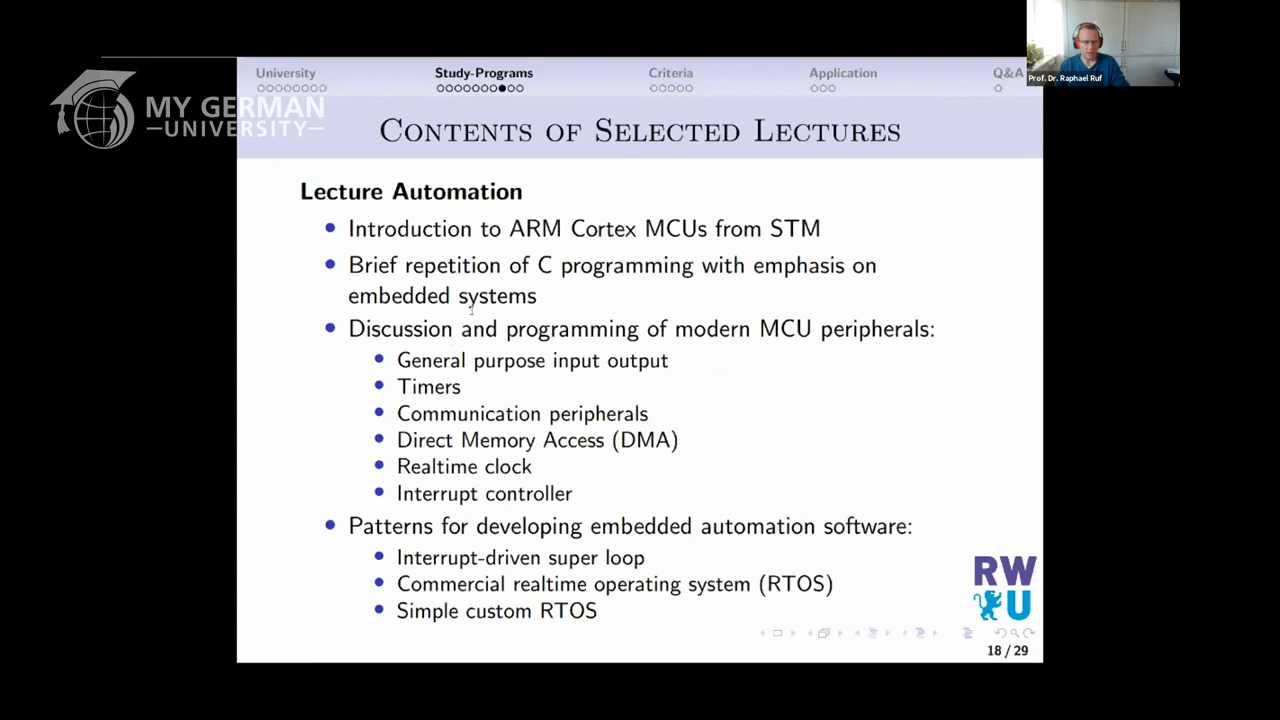 University
Study-Programs
Criteria
Application
Q&A
Prof. Dr. Raphael Ruf
MY GERMAN
UNIVERSITY
Contents of Selected Lectures
Lecture Automation
Introduction to ARM Cortex MCUs from STM
Brief repetition of C programming with emphasis on
embedded systems
Discussion and programming of modern MCU peripherals:
General purpose input output
Timers
Communication peripherals
Direct Memory Access (DMA)
Realtime clock
Interrupt controller
Patterns for developing embedded automation software:
Interrupt-driven super loop
Commercial realtime operating system (RTOS)
Simple custom RTOS
RW
U
18 / 29